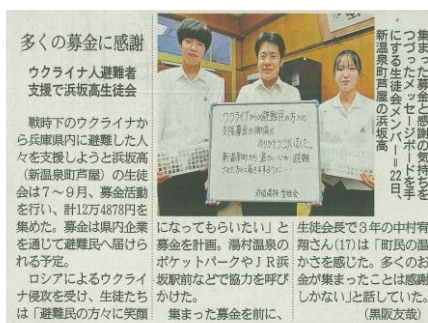 多くの募金に感謝
ウクライナ人避難者
支援で浜坂高生徒会
集まった募金と感謝の気持ちを
つづったメッセージボードを手
にする生徒会メンバー＝22日、
新温泉町芦屋の浜坂高
ウクライナからの避難民の方々の
支援募金の御協力
ありがとうございました。
浜坂高校 生徒会
戦時下のウクライナか
ら兵庫県内に避難した人
々を支援しようと浜坂高
（新温泉町芦屋）の生徒
会は7～9月、募金活動
を行い、計12万4878円を
集めた。募金は県内企業
を通じて避難民へ届けら
れる予定。
ロシアによるウクライ
ナ侵攻を受け、生徒たち
は「避難民の方々に笑顔
になってもらいたい」と
募金を計画。湯村温泉の
ポケットパークやJR浜
坂駅前などで協力を呼び
かけた。
集まった募金を前に、
生徒会長で3年の中村有
翔さん(17)は「町民の温
かさを感じた。多くのお
金が集まったことは感謝
しかない」と話していた。
（黒阪友哉）